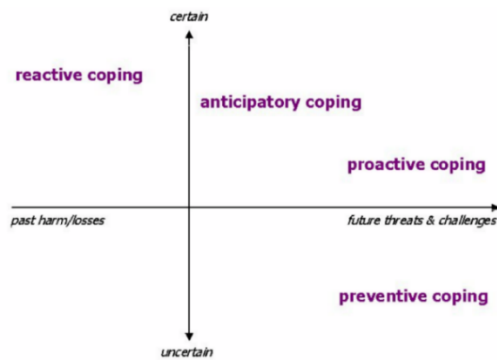 certain
reactive coping
anticipatory coping
proactive coping
past harm/losses
future threats & challenges
preventive coping
uncertain